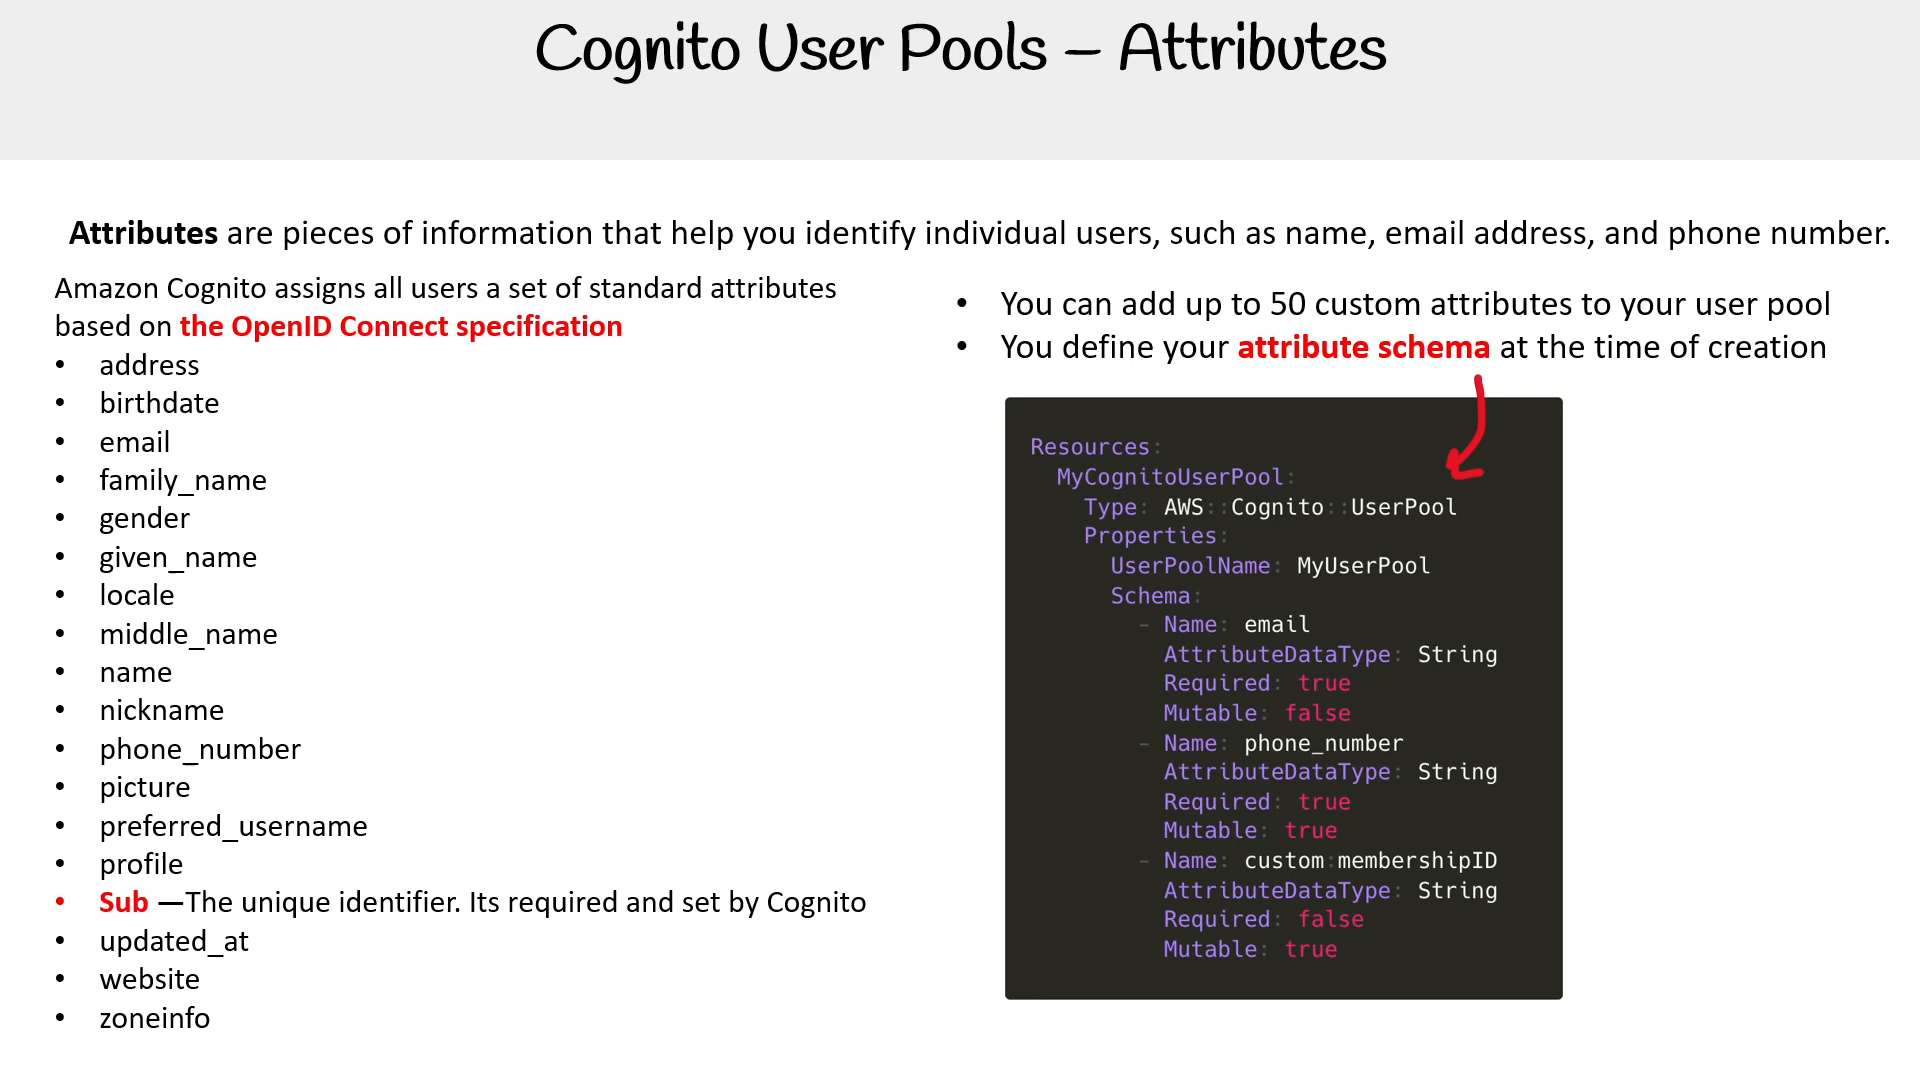 Cognito User Pools – Attributes
Attributes are pieces of information that help you identify individual users, such as name, email address, and phone number.
Amazon Cognito assigns all users a set of standard attributes
based on the OpenID Connect specification
• address
• birthdate
• email
• family_name
• gender
• given_name
• locale
• middle_name
• name
• nickname
• phone_number
• picture
• preferred_username
• profile
• Sub —The unique identifier. Its required and set by Cognito
• updated_at
• website
• zoneinfo
• You can add up to 50 custom attributes to your user pool
• You define your attribute schema at the time of creation
Resources:
  MyCognitoUserPool:
    Type: AWS::Cognito::UserPool
    Properties:
      UserPoolName: MyUserPool
      Schema:
        - Name: email
          AttributeDataType: String
          Required: true
          Mutable: false
        - Name: phone_number
          AttributeDataType: String
          Required: true
          Mutable: true
        - Name: custom:membershipID
          AttributeDataType: String
          Required: false
          Mutable: true